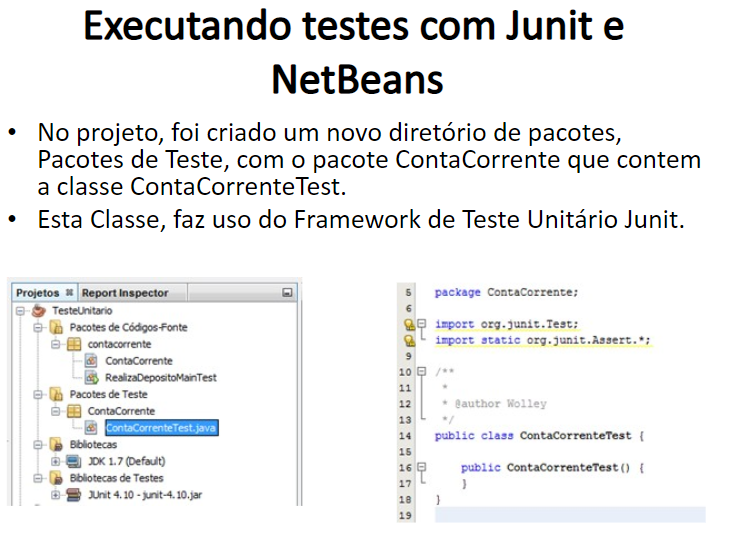 Executando testes com Junit e
NetBeans
• No projeto, foi criado um novo diretório de pacotes,
Pacotes de Teste, com o pacote ContaCorrente que contem
a classe ContaCorrenteTest.
• Esta Classe, faz uso do Framework de Teste Unitário Junit.
Projetos Report Inspector
TesteUnitario
Pacotes de Códigos-Fonte
contacorrente
ContaCorrente
RealizaDepositoMainTest
Pacotes de Teste
ContaCorrente
ContaCorrenteTest.java
Bibliotecas
JDK 1.7 (Default)
Bibliotecas de Testes
JUnit 4.10 - junit-4.10.jar
5 package ContaCorrente;
6
import org.junit.Test;
import static org.junit.Assert.*;
9
10 /**
11 *
12 * @author Wolley
13 */
14 public class ContaCorrenteTest {
15
16 public ContaCorrenteTest() {
17 }
18 }
19